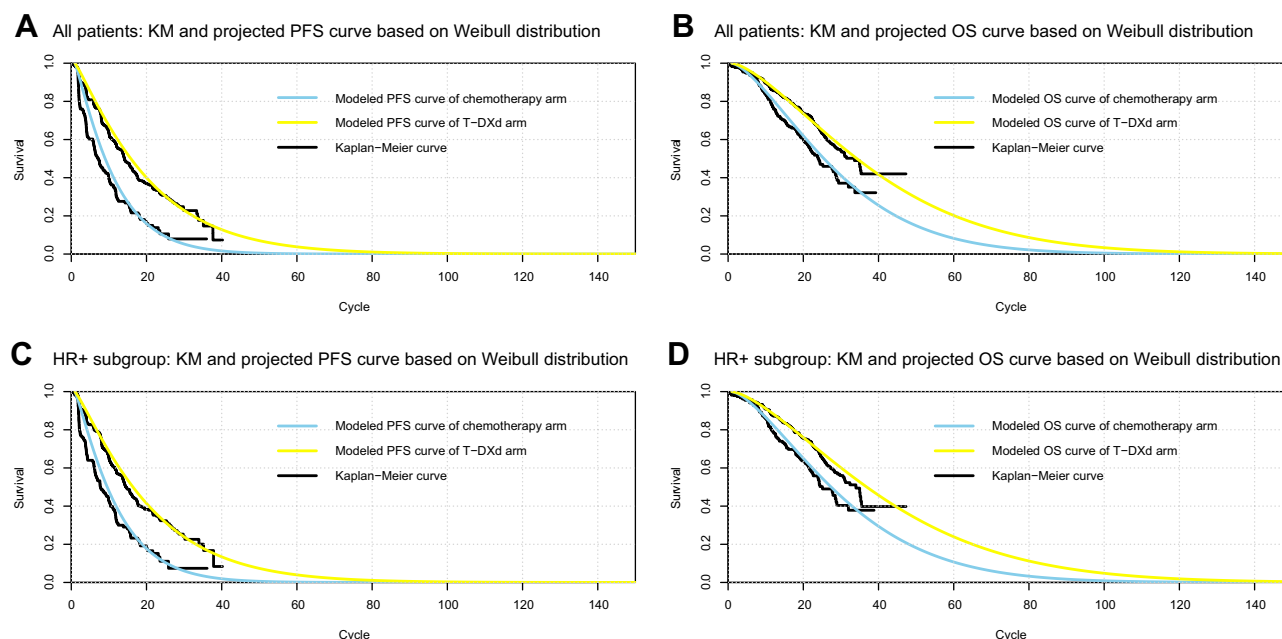 A All patients: KM and projected PFS curve based on Weibull distribution
Survival
1.0
0.8
0.6
0.4
0.2
0.0
Modeled PFS curve of chemotherapy arm
Modeled PFS curve of T−DXd arm
Kaplan−Meier curve
0 20 40 60 80 100 120 140
Cycle
B All patients: KM and projected OS curve based on Weibull distribution
Survival
1.0
0.8
0.6
0.4
0.2
0.0
Modeled OS curve of chemotherapy arm
Modeled OS curve of T−DXd arm
Kaplan−Meier curve
0 20 40 60 80 100 120 140
Cycle
C HR+ subgroup: KM and projected PFS curve based on Weibull distribution
Survival
1.0
0.8
0.6
0.4
0.2
0.0
Modeled PFS curve of chemotherapy arm
Modeled PFS curve of T−DXd arm
Kaplan−Meier curve
0 20 40 60 80 100 120 140
Cycle
D HR+ subgroup: KM and projected OS curve based on Weibull distribution
Survival
1.0
0.8
0.6
0.4
0.2
0.0
Modeled OS curve of chemotherapy arm
Modeled OS curve of T−DXd arm
Kaplan−Meier curve
0 20 40 60 80 100 120 140
Cycle